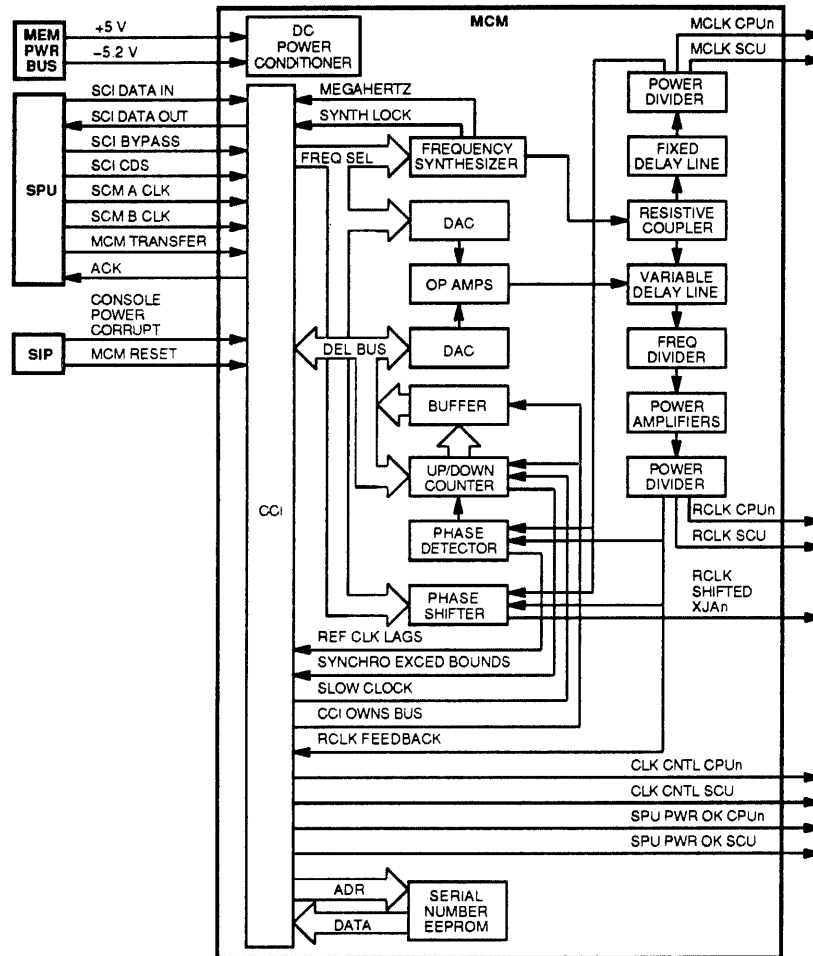 MCM
MEM
PWR
BUS
+5 V
−5.2 V
DC
POWER
CONDITIONER
MCLK CPUn
MCLK SCU
SPU
SCI DATA IN
SCI DATA OUT
SCI BYPASS
SCI CDS
SCM A CLK
SCM B CLK
MCM TRANSFER
ACK
CONSOLE
POWER
CORRUPT
SIP
MCM RESET
CCI
MEGAHERTZ
SYNTH LOCK
FREQ SEL
FREQUENCY
SYNTHESIZER
DAC
OP AMPS
DAC
DEL BUS
BUFFER
UP/DOWN
COUNTER
PHASE
DETECTOR
PHASE
SHIFTER
POWER
DIVIDER
FIXED
DELAY LINE
RESISTIVE
COUPLER
VARIABLE
DELAY LINE
FREQ
DIVIDER
POWER
AMPLIFIERS
POWER
DIVIDER
RCLK CPUn
RCLK SCU
RCLK
SHIFTED
XJAn
REF CLK LAGS
SYNCHRO EXCED BOUNDS
SLOW CLOCK
CCI OWNS BUS
RCLK FEEDBACK
CLK CNTL CPUn
CLK CNTL SCU
SPU PWR OK CPUn
SPU PWR OK SCU
ADR
DATA
SERIAL
NUMBER
EEPROM